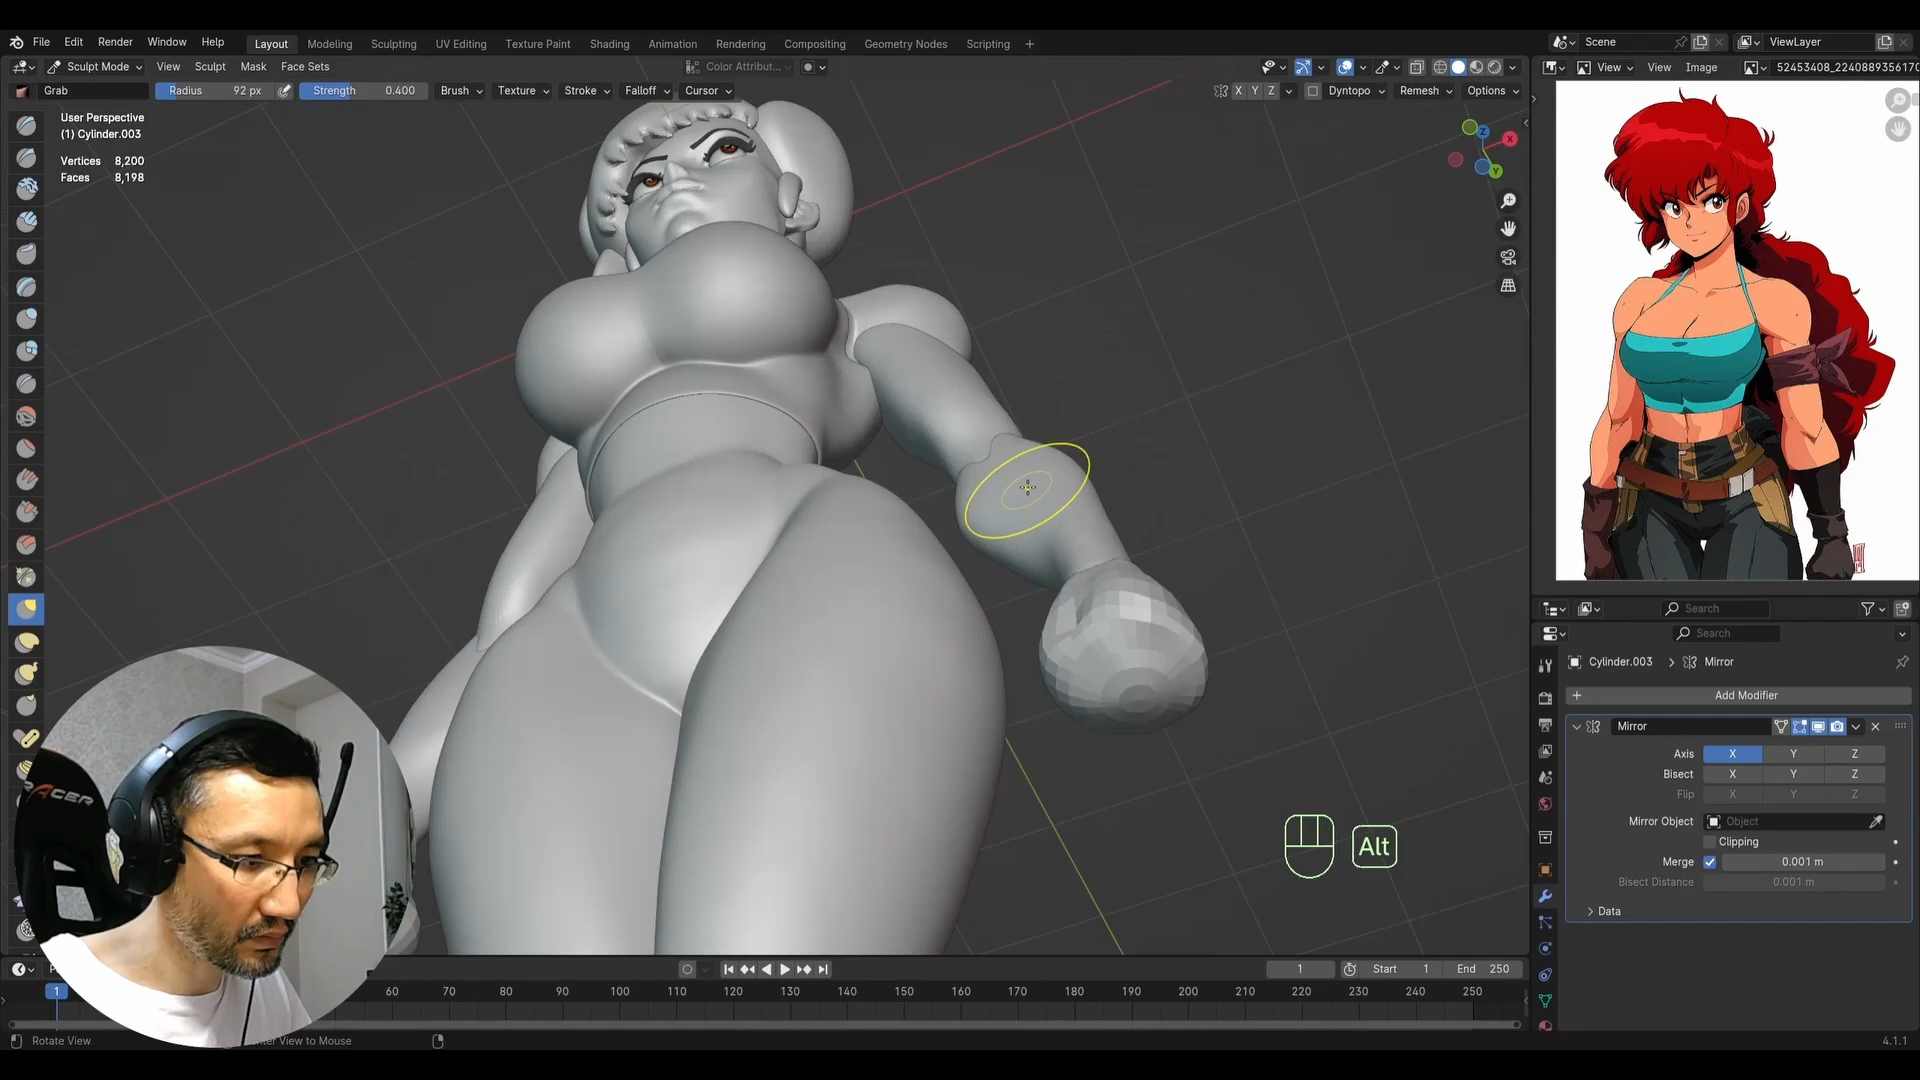 File Edit Render Window Help Layout Modeling Sculpting UV Editing Texture Paint Shading Animation Rendering Compositing Geometry Nodes Scripting + Scene ViewLayer
Sculpt Mode View Sculpt Mask Face Sets Color Attribut... View View Image 52453408_2240889356170
Grab Radius 92 px Strength 0.400 Brush Texture Stroke Falloff Cursor X Y Z Dyntopo Remesh Options
User Perspective
(1) Cylinder.003
Vertices 8,200
Faces 8,198
Z
X
Y
Search
Search
Cylinder.003 > Mirror
+ Add Modifier
Mirror
Axis X Y Z
Bisect X Y Z
Flip X Y Z
Mirror Object Object
Clipping
Merge 0.001 m
Bisect Distance 0.001 m
Data
Alt
ACER
1 Start 1 End 250
1 60 70 80 90 100 110 120 130 140 150 160 170 180 190 200 210 220 230 240 250
Rotate View nter View to Mouse 4.1.1